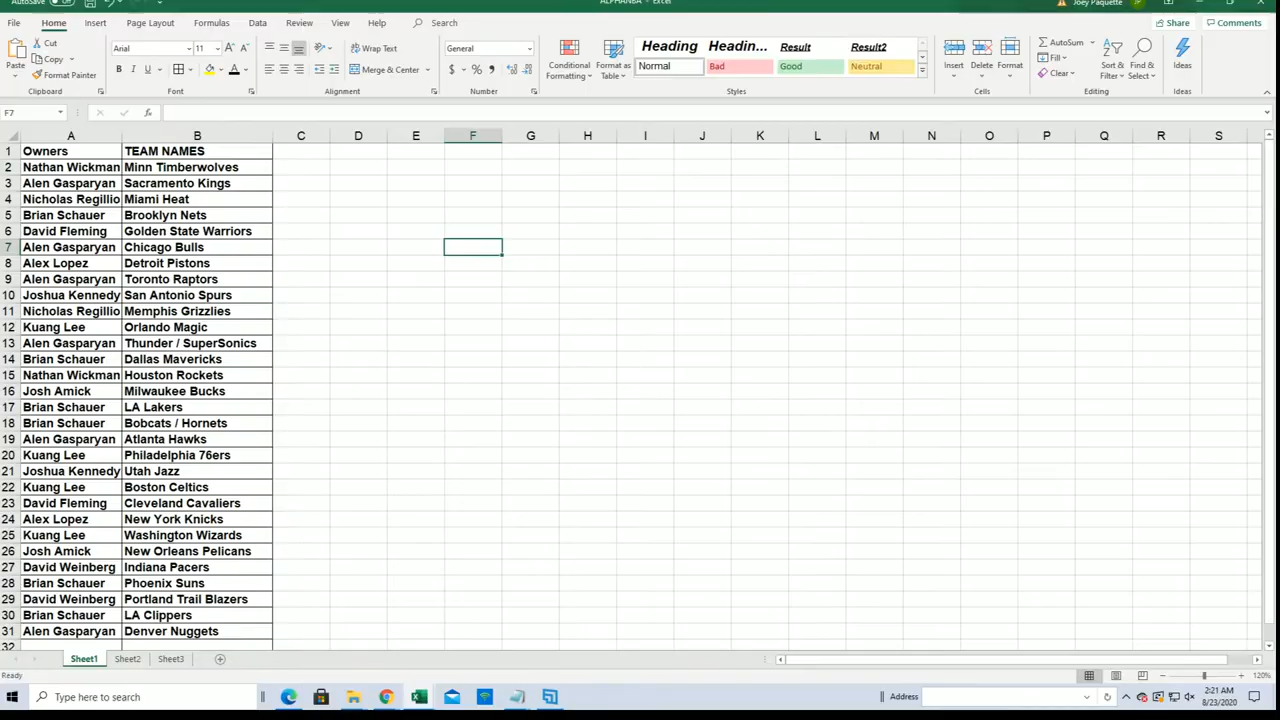 AutoSave Off ALPHANBA - Excel Joey Paquette JP
File Home Insert Page Layout Formulas Data Review View Help Search Share Comments
Paste Cut Copy Format Painter
Arial 11 A A Wrap Text General
B I U A Merge & Center $ % ,
Conditional Formatting Format as Table
Heading Headin... Result Result2
Normal Bad Good Neutral
Insert Delete Format
AutoSum Fill Clear Sort & Filter Find & Select Ideas
Clipboard Font Alignment Number Styles Cells Editing Ideas
F7 fx
A B C D E F G H I J K L M N O P Q R S
1 Owners TEAM NAMES
2 Nathan Wickman Minn Timberwolves
3 Alen Gasparyan Sacramento Kings
4 Nicholas Regillio Miami Heat
5 Brian Schauer Brooklyn Nets
6 David Fleming Golden State Warriors
7 Alen Gasparyan Chicago Bulls
8 Alex Lopez Detroit Pistons
9 Alen Gasparyan Toronto Raptors
10 Joshua Kennedy San Antonio Spurs
11 Nicholas Regillio Memphis Grizzlies
12 Kuang Lee Orlando Magic
13 Alen Gasparyan Thunder / SuperSonics
14 Brian Schauer Dallas Mavericks
15 Nathan Wickman Houston Rockets
16 Josh Amick Milwaukee Bucks
17 Brian Schauer LA Lakers
18 Brian Schauer Bobcats / Hornets
19 Alen Gasparyan Atlanta Hawks
20 Kuang Lee Philadelphia 76ers
21 Joshua Kennedy Utah Jazz
22 Kuang Lee Boston Celtics
23 David Fleming Cleveland Cavaliers
24 Alex Lopez New York Knicks
25 Kuang Lee Washington Wizards
26 Josh Amick New Orleans Pelicans
27 David Weinberg Indiana Pacers
28 Brian Schauer Phoenix Suns
29 David Weinberg Portland Trail Blazers
30 Brian Schauer LA Clippers
31 Alen Gasparyan Denver Nuggets
32
Sheet1 Sheet2 Sheet3
Ready 120%
Type here to search Address 2:21 AM
8/23/2020